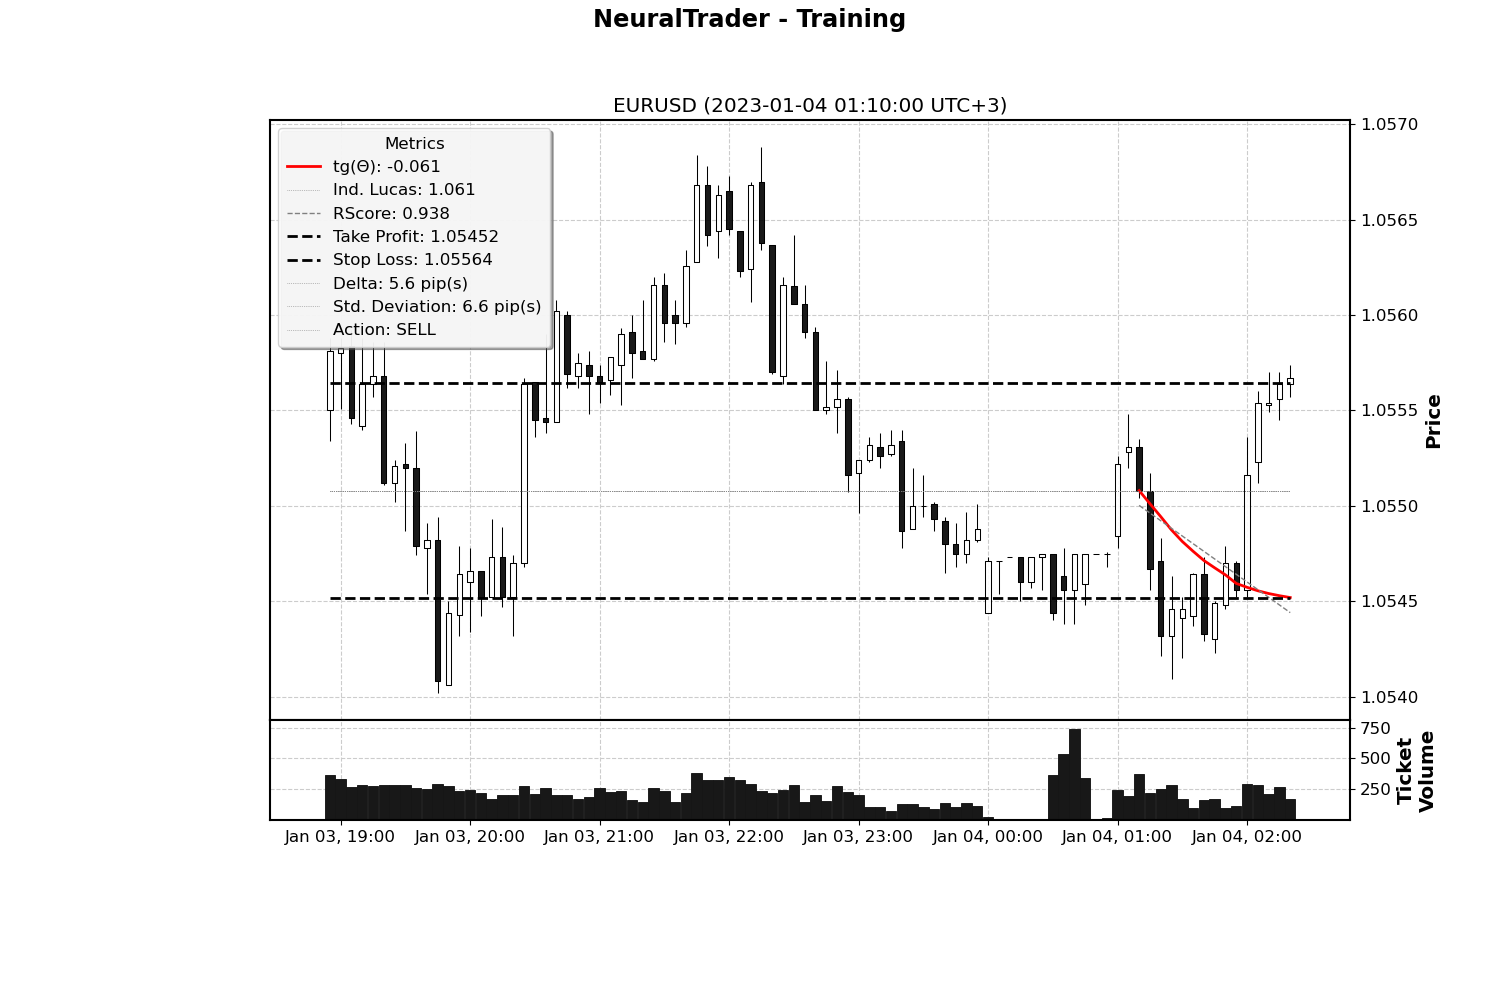 NeuralTrader - Training
EURUSD (2023-01-04 01:10:00 UTC+3)
Metrics
tg(Θ): -0.061
Ind. Lucas: 1.061
RScore: 0.938
Take Profit: 1.05452
Stop Loss: 1.05564
Delta: 5.6 pip(s)
Std. Deviation: 6.6 pip(s)
Action: SELL
1.0570
1.0565
1.0560
1.0555
1.0550
1.0545
1.0540
Price
750
500
250
Ticket
Volume
Jan 03, 19:00 Jan 03, 20:00 Jan 03, 21:00 Jan 03, 22:00 Jan 03, 23:00 Jan 04, 00:00 Jan 04, 01:00 Jan 04, 02:00